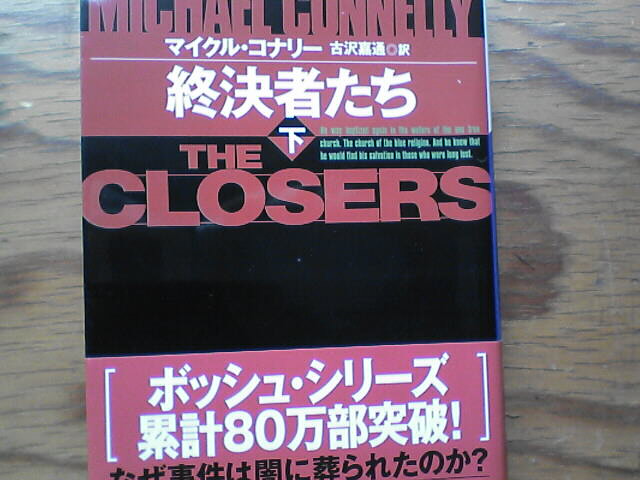 MICHAEL CONNELLY
マイクル・コナリー 古沢嘉通◎訳
終決者たち
下
He was baptized again in the waters of the one true
church. The church of the blue religion. And he knew that
he would find his salvation in those who were long lost.
THE
CLOSERS
ボッシュ・シリーズ
累計80万部突破!
なぜ事件は闇に葬られたのか?